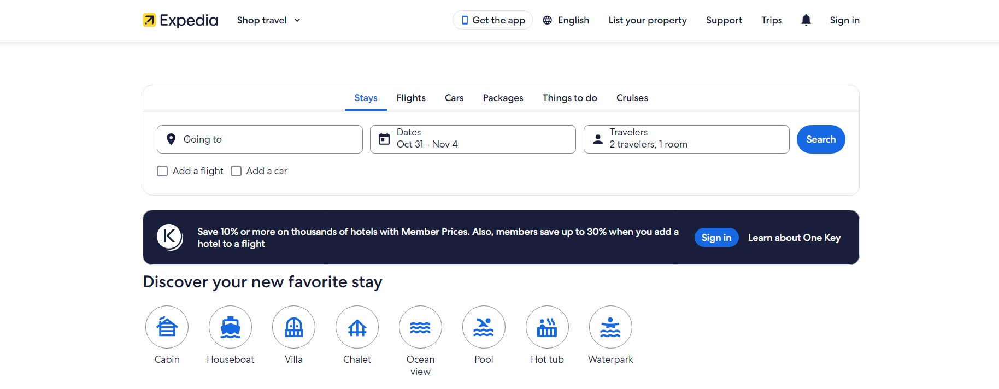 Expedia
Shop travel
Get the app
English
List your property
Support
Trips
Sign in
Stays
Flights
Cars
Packages
Things to do
Cruises
Going to
Dates
Oct 31 - Nov 4
Travelers
2 travelers, 1 room
Search
Add a flight
Add a car
K
Save 10% or more on thousands of hotels with Member Prices. Also, members save up to 30% when you add a
hotel to a flight
Sign in
Learn about One Key
Discover your new favorite stay
Cabin
Houseboat
Villa
Chalet
Ocean
view
Pool
Hot tub
Waterpark